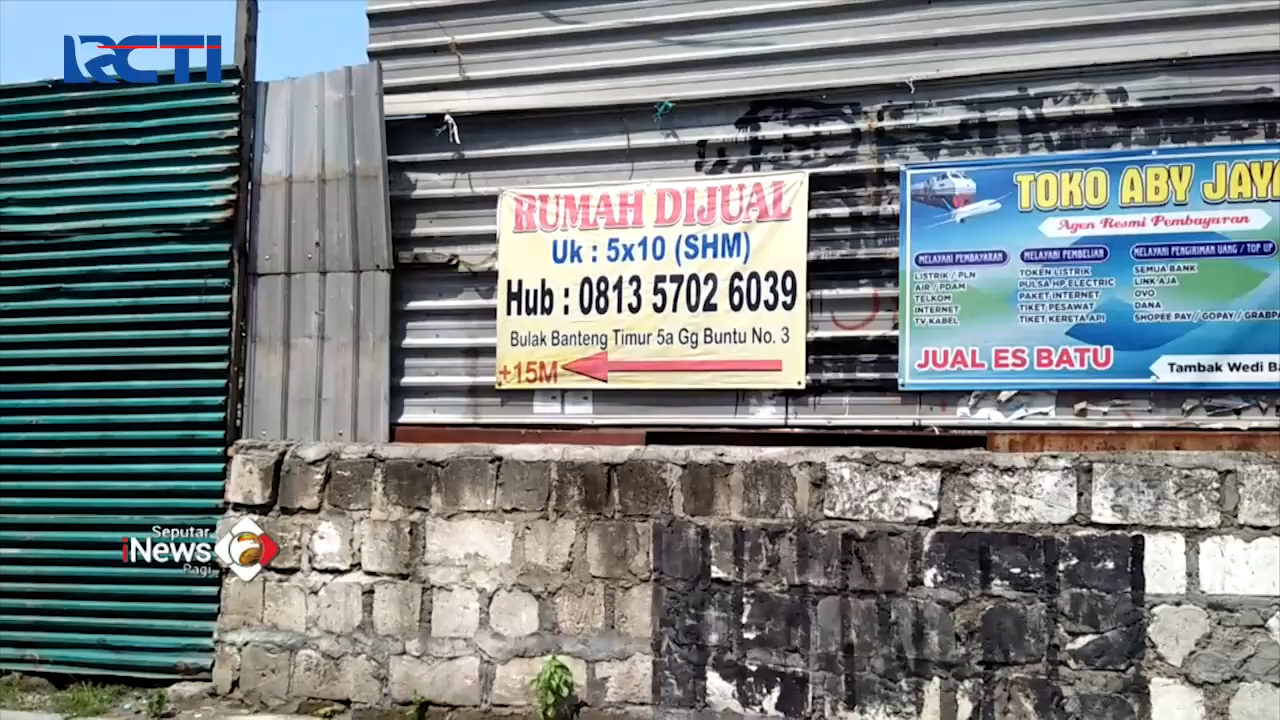 RCTI
RUMAH DIJUAL
Uk : 5x10 (SHM)
Hub : 0813 5702 6039
Bulak Banteng Timur 5a Gg Buntu No. 3
+15M
TOKO ABY JAYA
Agen Resmi Pembayaran
MELAYANI PEMBAYARAN
LISTRIK / PLN
AIR / PDAM
TELKOM
INTERNET
TV KABEL
MELAYANI PEMBELIAN
TOKEN LISTRIK
PULSA HP ELECTRIC
PAKET INTERNET
TIKET PESAWAT
TIKET KERETA API
MELAYANI PENGIRIMAN UANG / TOP UP
SEMUA BANK
LINK AJA
OVO
DANA
SHOPEE PAY / GOPAY / GRABPA
JUAL ES BATU
Tambak Wedi Ba
Seputar
iNews
Pagi